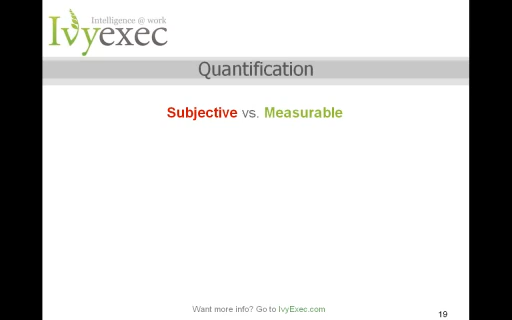 Intelligence @ work
Ivyexec
Quantification
Subjective vs. Measurable
Want more info? Go to IvyExec.com
19